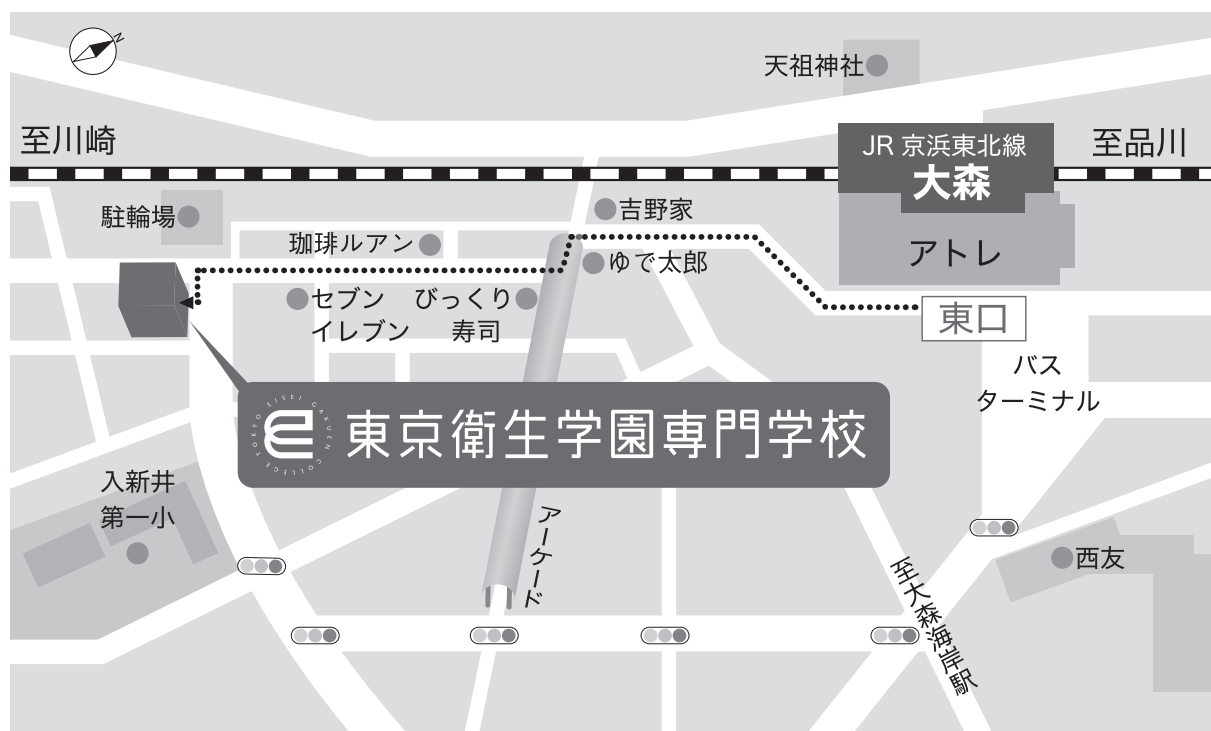 N
天祖神社
至川崎
JR 京浜東北線
大森
至品川
駐輪場
吉野家
珈琲ルアン
ゆで太郎
アトレ
セブン
イレブン
びっくり
寿司
東口
バス
ターミナル
TOKYO EISEI GAKUEN COLLEGE
東京衛生学園専門学校
入新井
第一小
アーケード
西友
至大森海岸駅